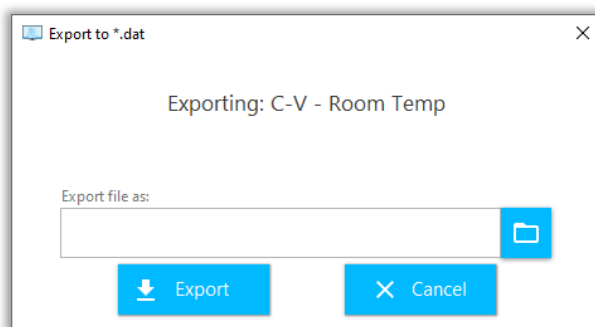 Export to *.dat
Exporting: C-V - Room Temp
Export file as:
Export
Cancel